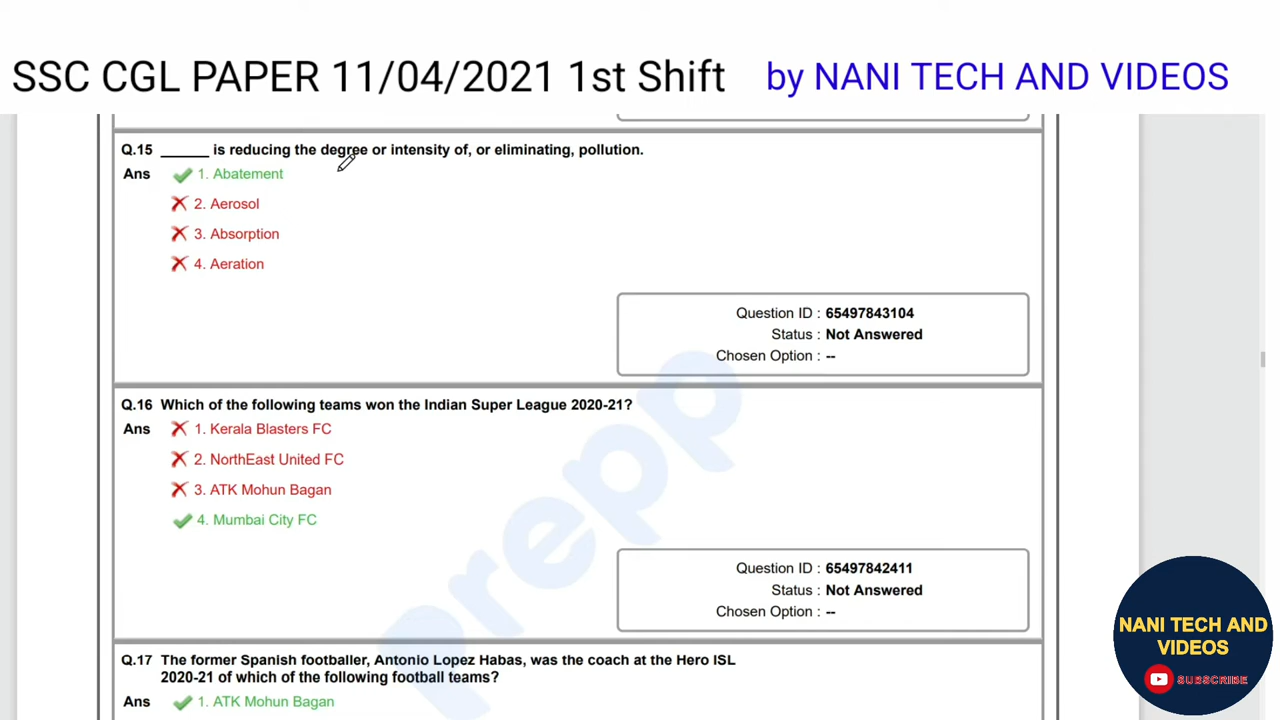 SSC CGL PAPER 11/04/2021 1st Shift by NANI TECH AND VIDEOS
Q.15 ______ is reducing the degree or intensity of, or eliminating, pollution.
Ans 1. Abatement
2. Aerosol
3. Absorption
4. Aeration
Question ID : 65497843104
Status : Not Answered
Chosen Option : --
Q.16 Which of the following teams won the Indian Super League 2020-21?
Ans 1. Kerala Blasters FC
2. NorthEast United FC
3. ATK Mohun Bagan
4. Mumbai City FC
Question ID : 65497842411
Status : Not Answered
Chosen Option : --
Q.17 The former Spanish footballer, Antonio Lopez Habas, was the coach at the Hero ISL
2020-21 of which of the following football teams?
Ans 1. ATK Mohun Bagan
prepp
NANI TECH AND
VIDEOS
SUBSCRIBE